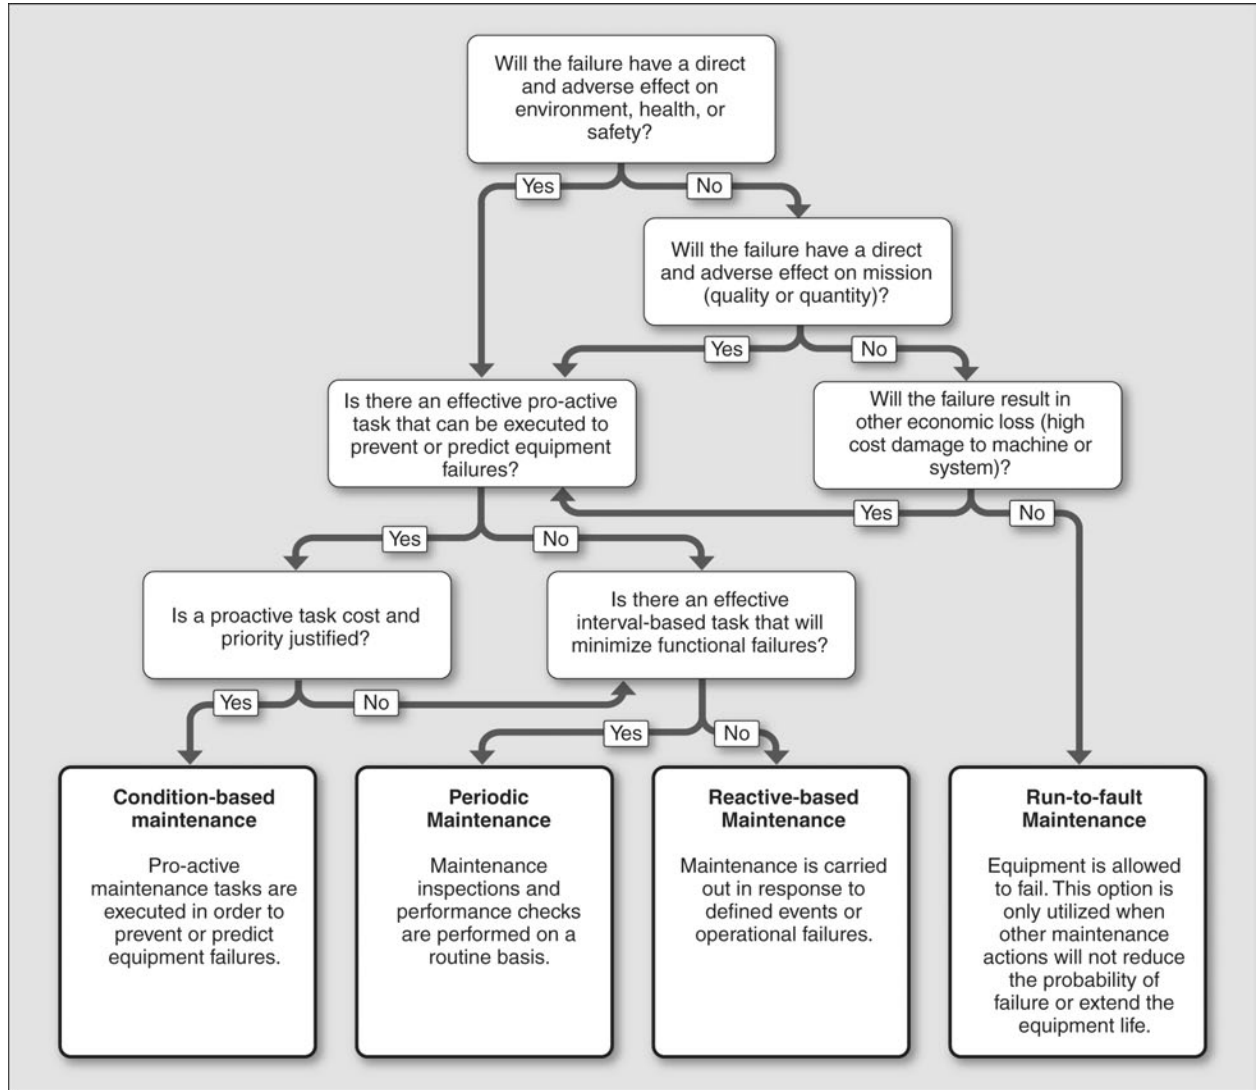 Will the failure have a direct
and adverse effect on
environment, health, or
safety?
Yes
No
Will the failure have a direct
and adverse effect on mission
(quality or quantity)?
Yes
No
Is there an effective pro-active
task that can be executed to
prevent or predict equipment
failures?
Will the failure result in
other economic loss (high
cost damage to machine or
system)?
Yes
No
Yes
No
Is a proactive task cost and
priority justified?
Is there an effective
interval-based task that will
minimize functional failures?
Yes
No
Yes
No
Condition-based
maintenance
Pro-active
maintenance tasks are
executed in order to
prevent or predict
equipment failures.
Periodic
Maintenance
Maintenance
inspections and
performance checks
are performed on a
routine basis.
Reactive-based
Maintenance
Maintenance is carried
out in response to
defined events or
operational failures.
Run-to-fault
Maintenance
Equipment is allowed
to fail. This option is
only utilized when
other maintenance
actions will not reduce
the probability of
failure or extend the
equipment life.